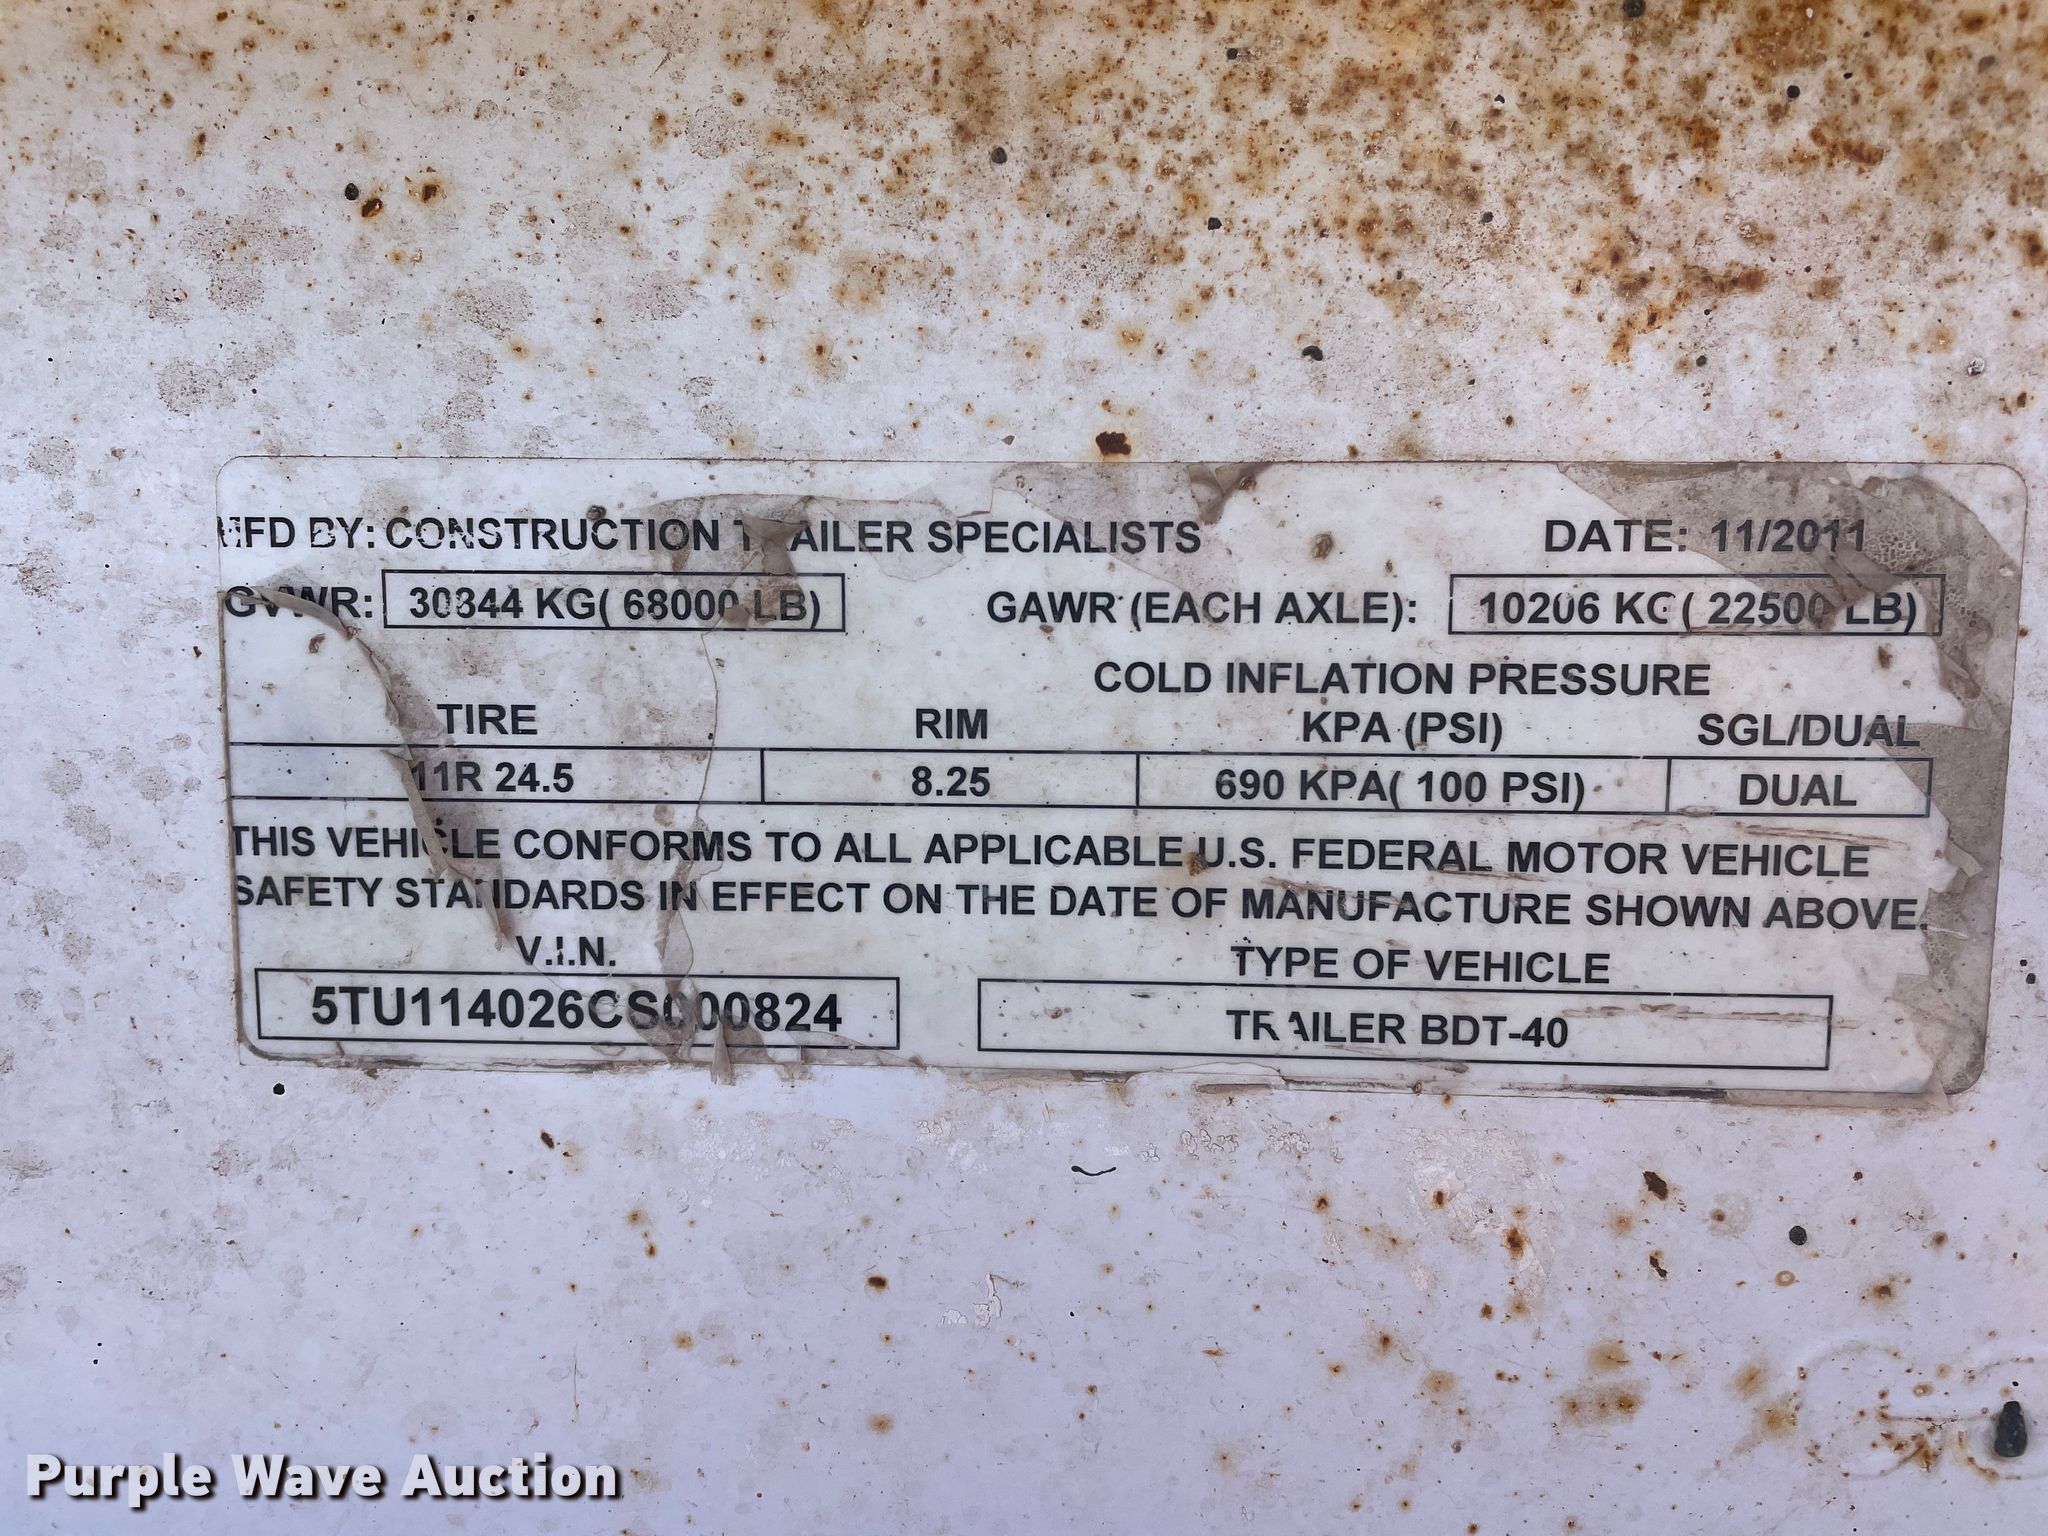 MFD BY: CONSTRUCTION TRAILER SPECIALISTS DATE: 11/2011
GVWR: 30844 KG( 68000 LB) GAWR (EACH AXLE): 10206 KG ( 22500 LB)
COLD INFLATION PRESSURE
TIRE RIM KPA (PSI) SGL/DUAL
11R 24.5 8.25 690 KPA( 100 PSI) DUAL
THIS VEHICLE CONFORMS TO ALL APPLICABLE U.S. FEDERAL MOTOR VEHICLE
SAFETY STANDARDS IN EFFECT ON THE DATE OF MANUFACTURE SHOWN ABOVE.
V.I.N. TYPE OF VEHICLE
5TU114026CS000824 TRAILER BDT-40
Purple Wave Auction